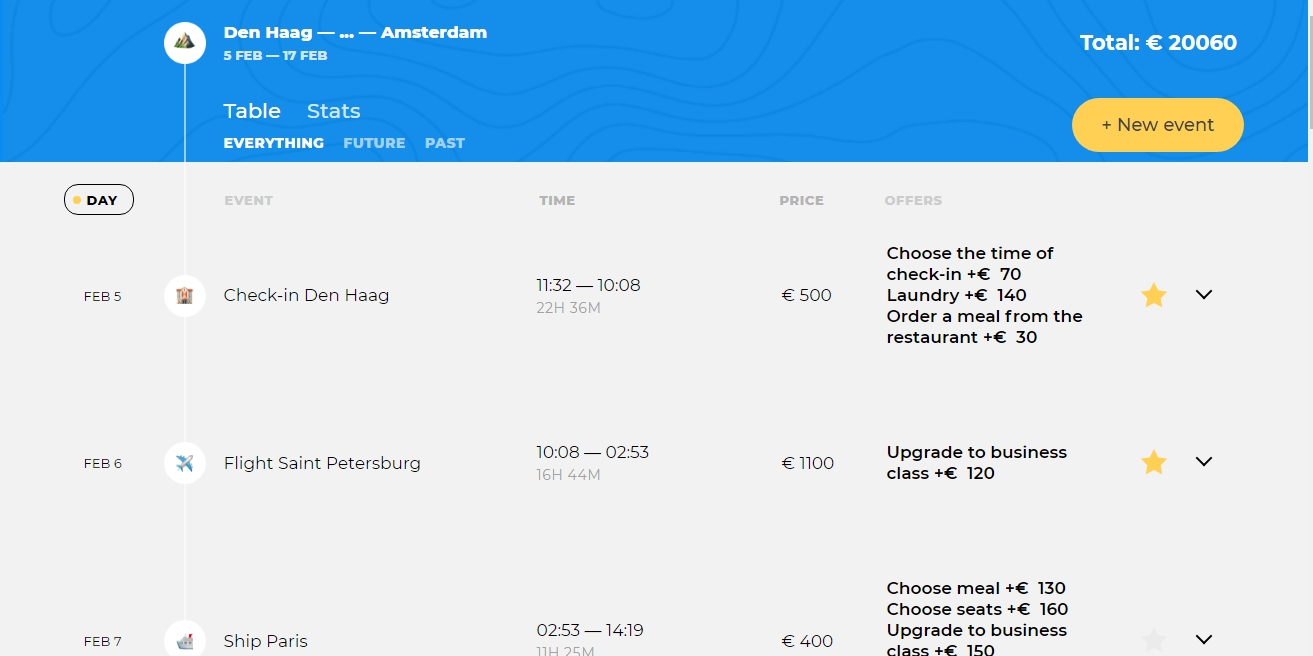 Den Haag — ... — Amsterdam
5 FEB — 17 FEB
Total: € 20060
Table Stats
EVERYTHING FUTURE PAST
+ New event
DAY EVENT TIME PRICE OFFERS
FEB 5
Check-in Den Haag
11:32 — 10:08
22H 36M
€ 500
Choose the time of
check-in +€ 70
Laundry +€ 140
Order a meal from the
restaurant +€ 30
FEB 6
Flight Saint Petersburg
10:08 — 02:53
16H 44M
€ 1100
Upgrade to business
class +€ 120
FEB 7
Ship Paris
02:53 — 14:19
11H 25M
€ 400
Choose meal +€ 130
Choose seats +€ 160
Upgrade to business
class +€ 150